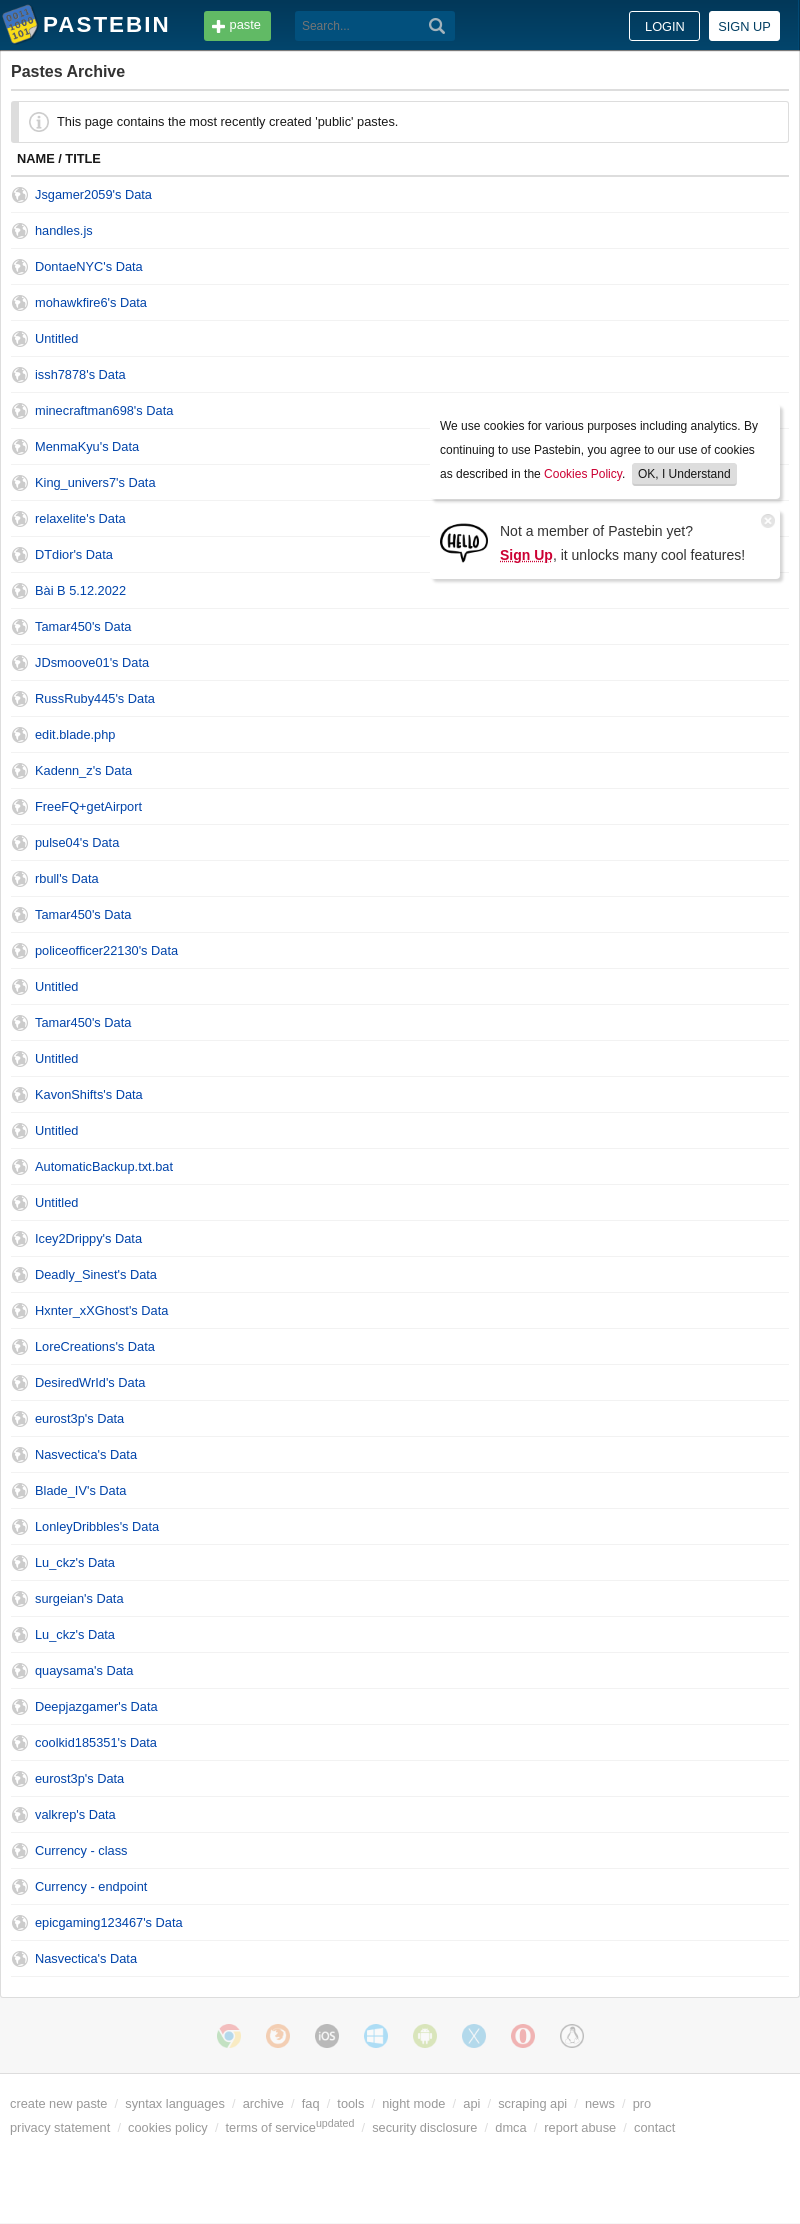 PASTEBIN paste Search... LOGIN SIGN UP
Pastes Archive
This page contains the most recently created 'public' pastes.
NAME / TITLE
Jsgamer2059's Data
handles.js
DontaeNYC's Data
mohawkfire6's Data
Untitled
issh7878's Data
minecraftman698's Data
MenmaKyu's Data
King_univers7's Data
relaxelite's Data
DTdior's Data
Bài B 5.12.2022
Tamar450's Data
JDsmoove01's Data
RussRuby445's Data
edit.blade.php
Kadenn_z's Data
FreeFQ+getAirport
pulse04's Data
rbull's Data
Tamar450's Data
policeofficer22130's Data
Untitled
Tamar450's Data
Untitled
KavonShifts's Data
Untitled
AutomaticBackup.txt.bat
Untitled
Icey2Drippy's Data
Deadly_Sinest's Data
Hxnter_xXGhost's Data
LoreCreations's Data
DesiredWrId's Data
eurost3p's Data
Nasvectica's Data
Blade_IV's Data
LonleyDribbles's Data
Lu_ckz's Data
surgeian's Data
Lu_ckz's Data
quaysama's Data
Deepjazgamer's Data
coolkid185351's Data
eurost3p's Data
valkrep's Data
Currency - class
Currency - endpoint
epicgaming123467's Data
Nasvectica's Data
We use cookies for various purposes including analytics. By
continuing to use Pastebin, you agree to our use of cookies
as described in the Cookies Policy. OK, I Understand
HELLO
Not a member of Pastebin yet?
Sign Up, it unlocks many cool features!
iOS
create new paste / syntax languages / archive / faq / tools / night mode / api / scraping api / news / pro
privacy statement / cookies policy / terms of service updated / security disclosure / dmca / report abuse / contact